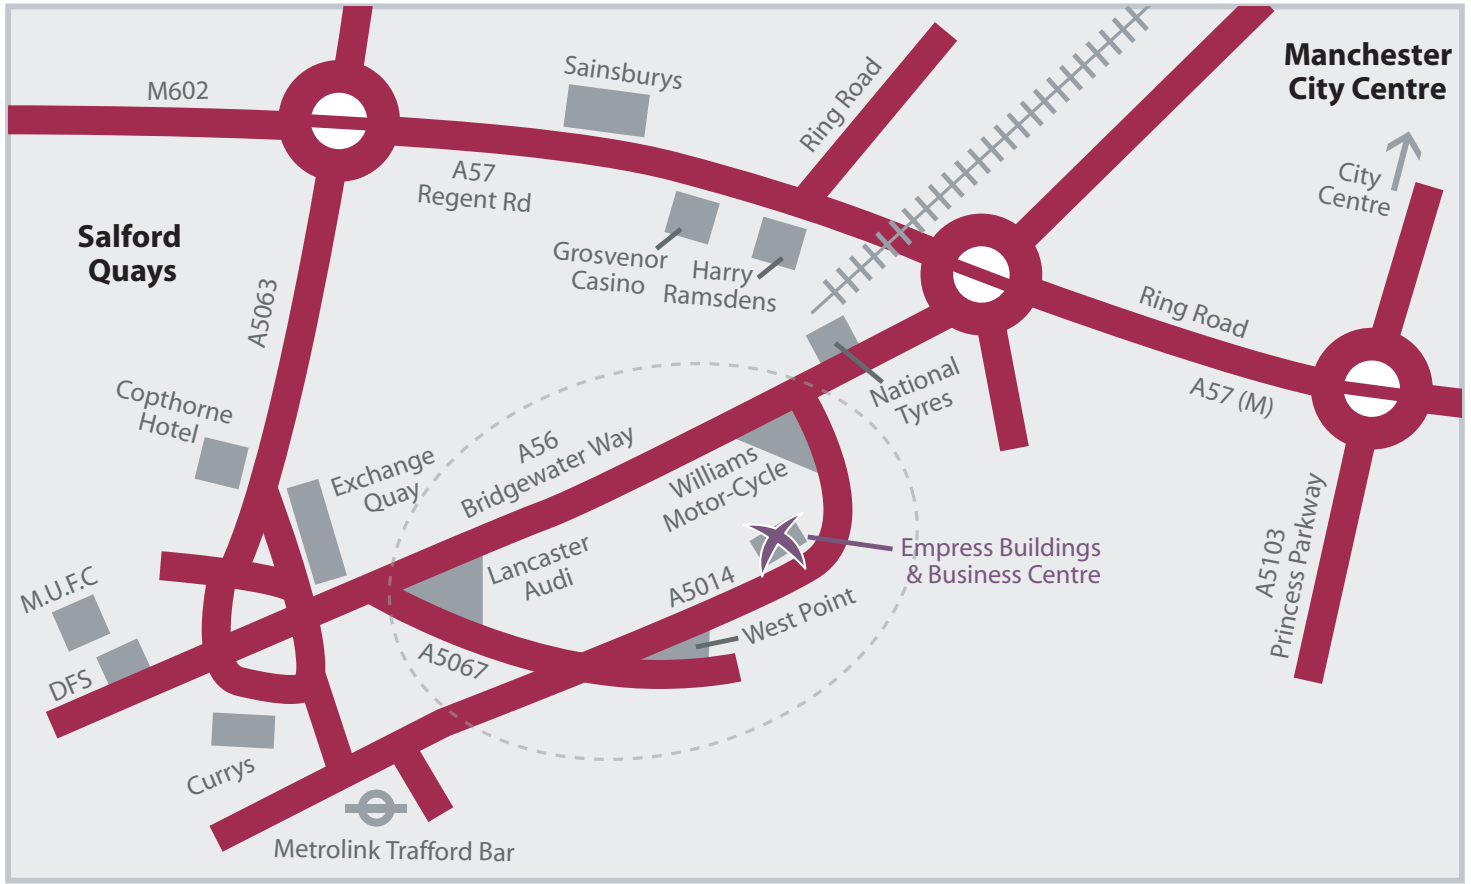 Manchester
City Centre
Sainsburys
M602
Ring Road
A57
Regent Rd
City
Centre
Salford
Quays
Grosvenor
Casino
Harry
Ramsdens
A5063
Ring Road
A57 (M)
National
Tyres
Copthorne
Hotel
Exchange
Quay
A56
Bridgewater Way
Williams
Motor-Cycle
Empress Buildings
& Business Centre
A5103
Princess Parkway
Lancaster
Audi
A5014
West Point
M.U.F.C
DFS
A5067
Currys
Metrolink Trafford Bar